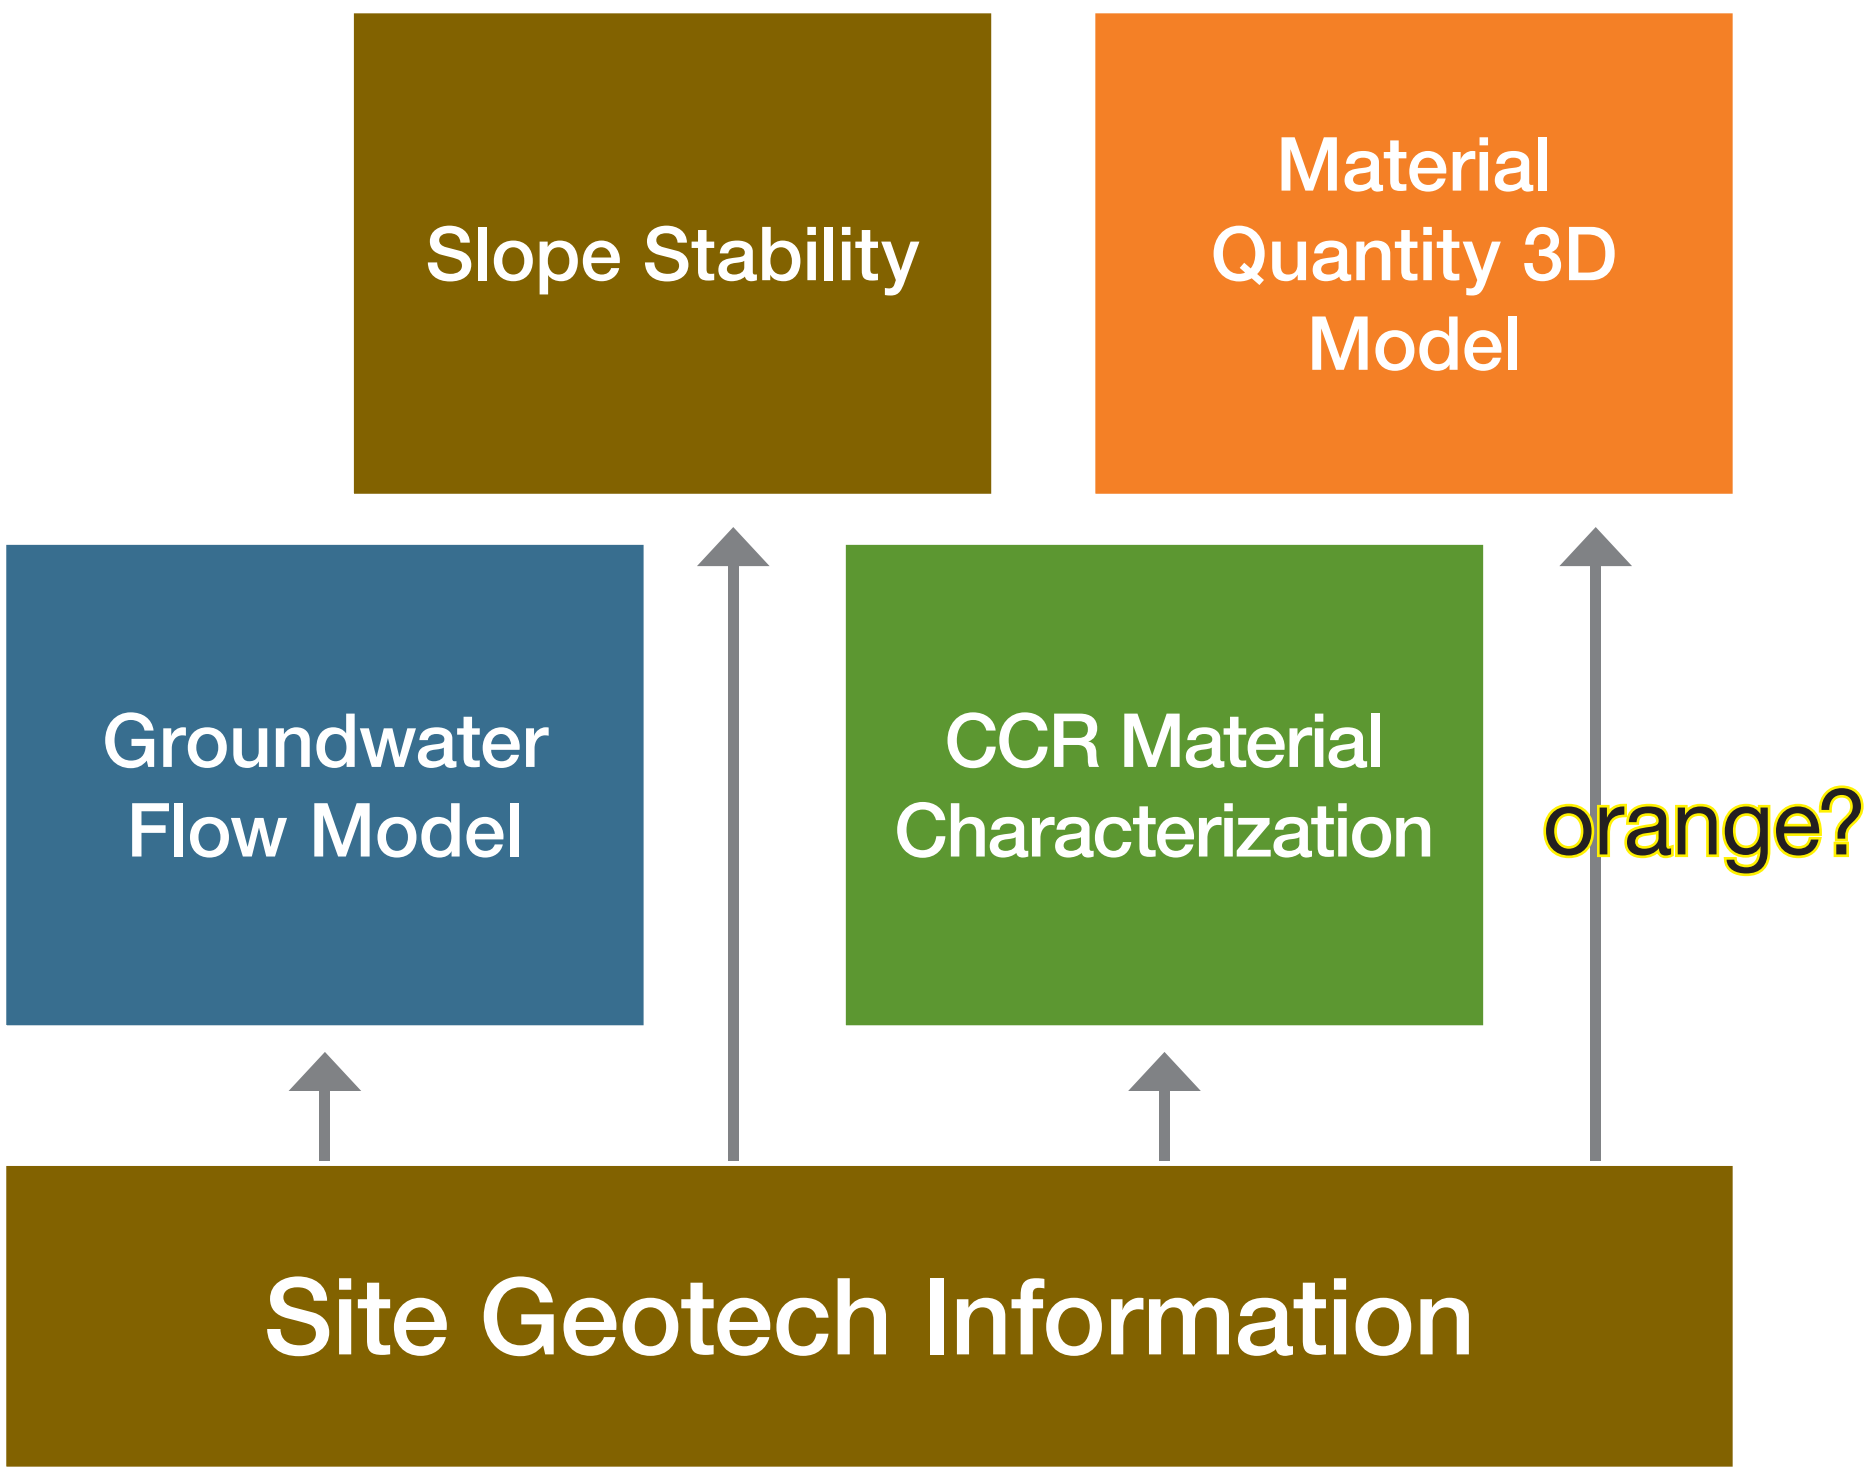 Slope Stability
Material
Quantity 3D
Model
Groundwater
Flow Model
CCR Material
Characterization
orange?
Site Geotech Information